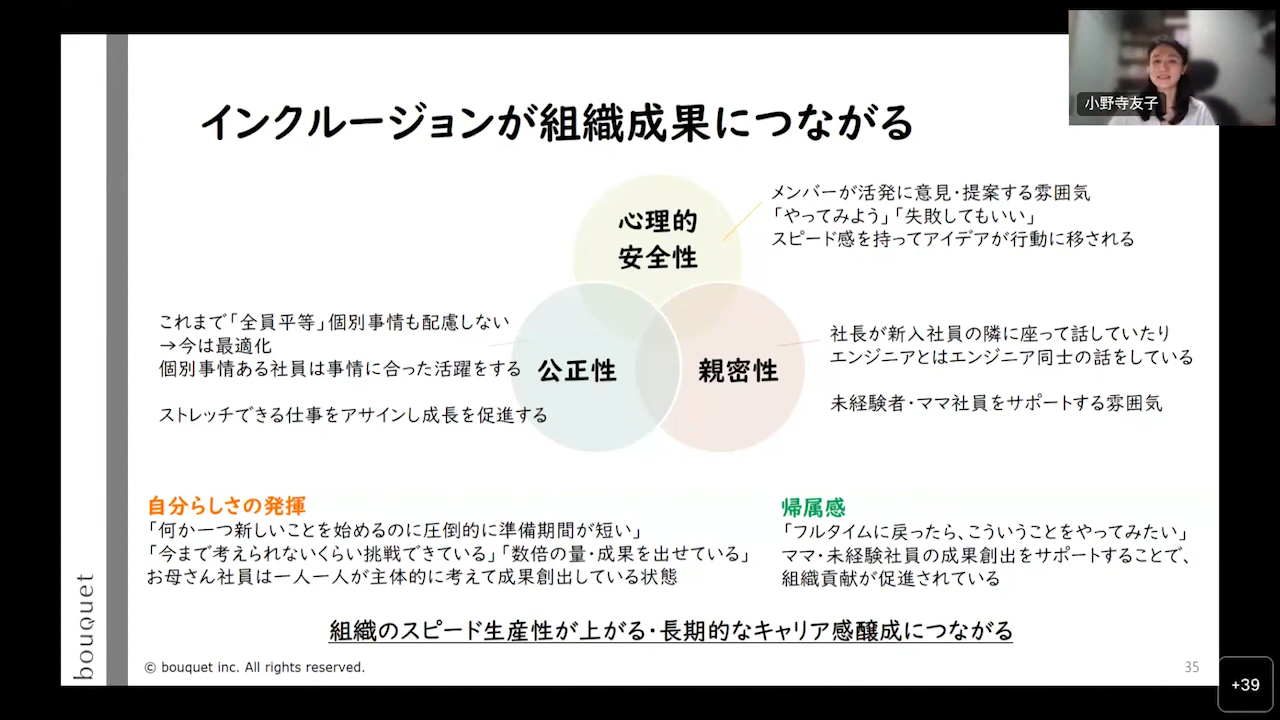 小野寺友子
インクルージョンが組織成果につながる
心理的
安全性
メンバーが活発に意見・提案する雰囲気
「やってみよう」「失敗してもいい」
スピード感を持ってアイデアが行動に移される
これまで「全員平等」個別事情も配慮しない
→今は最適化
個別事情ある社員は事情に合った活躍をする
ストレッチできる仕事をアサインし成長を促進する
公正性
親密性
社長が新入社員の隣に座って話していたり
エンジニアとはエンジニア同士の話をしている
未経験者・ママ社員をサポートする雰囲気
自分らしさの発揮
「何か一つ新しいことを始めるのに圧倒的に準備期間が短い」
「今まで考えられないくらい挑戦できている」「数倍の量・成果を出せている」
お母さん社員は一人一人が主体的に考えて成果創出している状態
帰属感
「フルタイムに戻ったら、こういうことをやってみたい」
ママ・未経験社員の成果創出をサポートすることで、
組織貢献が促進されている
組織のスピード生産性が上がる・長期的なキャリア感醸成につながる
bouquet
© bouquet inc. All rights reserved.
35
+39